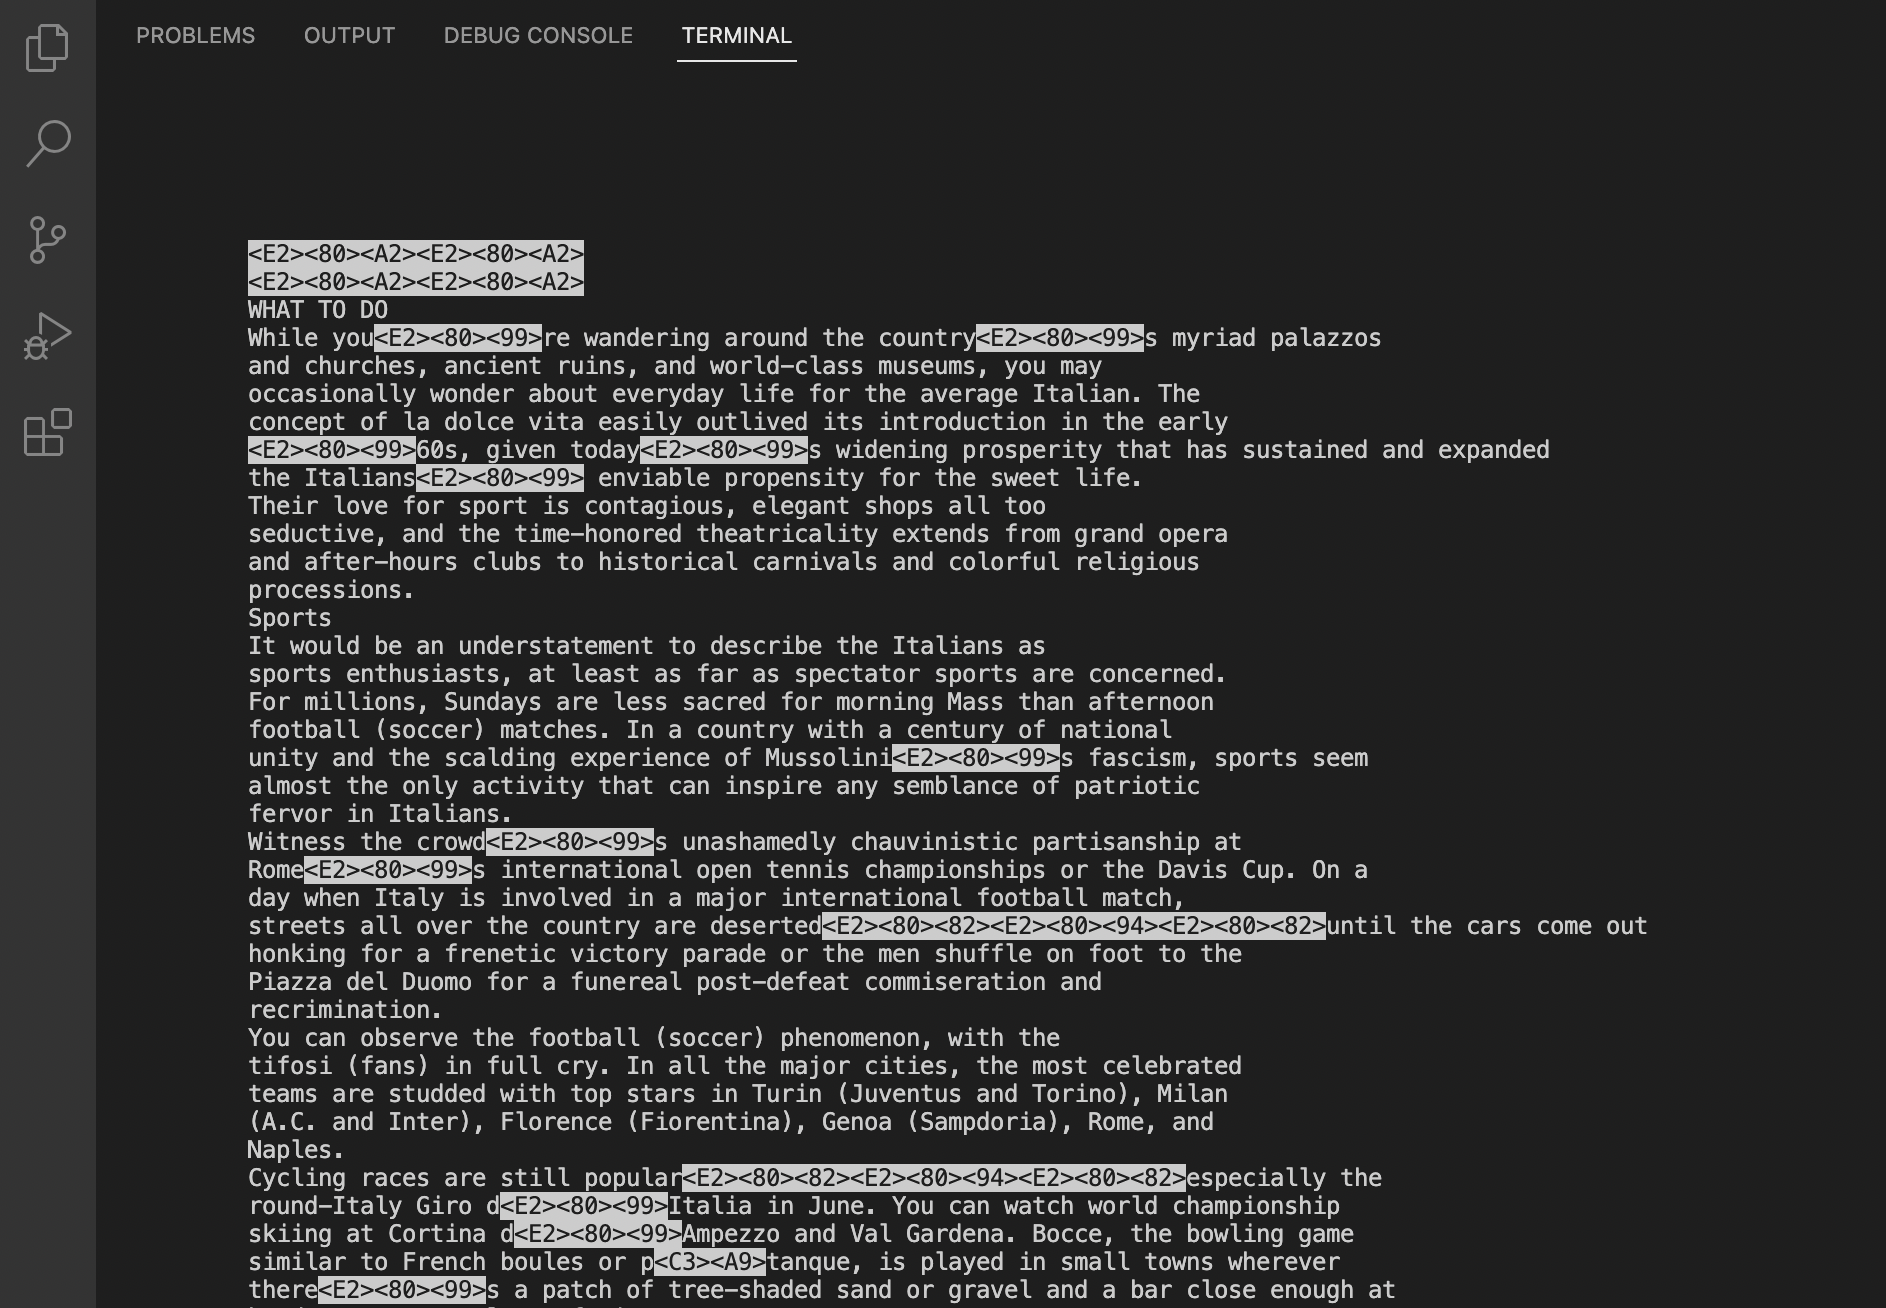 PROBLEMS OUTPUT DEBUG CONSOLE TERMINAL
<E2><80><A2><E2><80><A2>
<E2><80><A2><E2><80><A2>
WHAT TO DO
While you<E2><80><99>re wandering around the country<E2><80><99>s myriad palazzos
and churches, ancient ruins, and world-class museums, you may
occasionally wonder about everyday life for the average Italian. The
concept of la dolce vita easily outlived its introduction in the early
<E2><80><99>60s, given today<E2><80><99>s widening prosperity that has sustained and expanded
the Italians<E2><80><99> enviable propensity for the sweet life.
Their love for sport is contagious, elegant shops all too
seductive, and the time-honored theatricality extends from grand opera
and after-hours clubs to historical carnivals and colorful religious
processions.
Sports
It would be an understatement to describe the Italians as
sports enthusiasts, at least as far as spectator sports are concerned.
For millions, Sundays are less sacred for morning Mass than afternoon
football (soccer) matches. In a country with a century of national
unity and the scalding experience of Mussolini<E2><80><99>s fascism, sports seem
almost the only activity that can inspire any semblance of patriotic
fervor in Italians.
Witness the crowd<E2><80><99>s unashamedly chauvinistic partisanship at
Rome<E2><80><99>s international open tennis championships or the Davis Cup. On a
day when Italy is involved in a major international football match,
streets all over the country are deserted<E2><80><82><E2><80><94><E2><80><82>until the cars come out
honking for a frenetic victory parade or the men shuffle on foot to the
Piazza del Duomo for a funereal post-defeat commiseration and
recrimination.
You can observe the football (soccer) phenomenon, with the
tifosi (fans) in full cry. In all the major cities, the most celebrated
teams are studded with top stars in Turin (Juventus and Torino), Milan
(A.C. and Inter), Florence (Fiorentina), Genoa (Sampdoria), Rome, and
Naples.
Cycling races are still popular<E2><80><82><E2><80><94><E2><80><82>especially the
round-Italy Giro d<E2><80><99>Italia in June. You can watch world championship
skiing at Cortina d<E2><80><99>Ampezzo and Val Gardena. Bocce, the bowling game
similar to French boules or p<C3><A9>tanque, is played in small towns wherever
there<E2><80><99>s a patch of tree-shaded sand or gravel and a bar close enough at